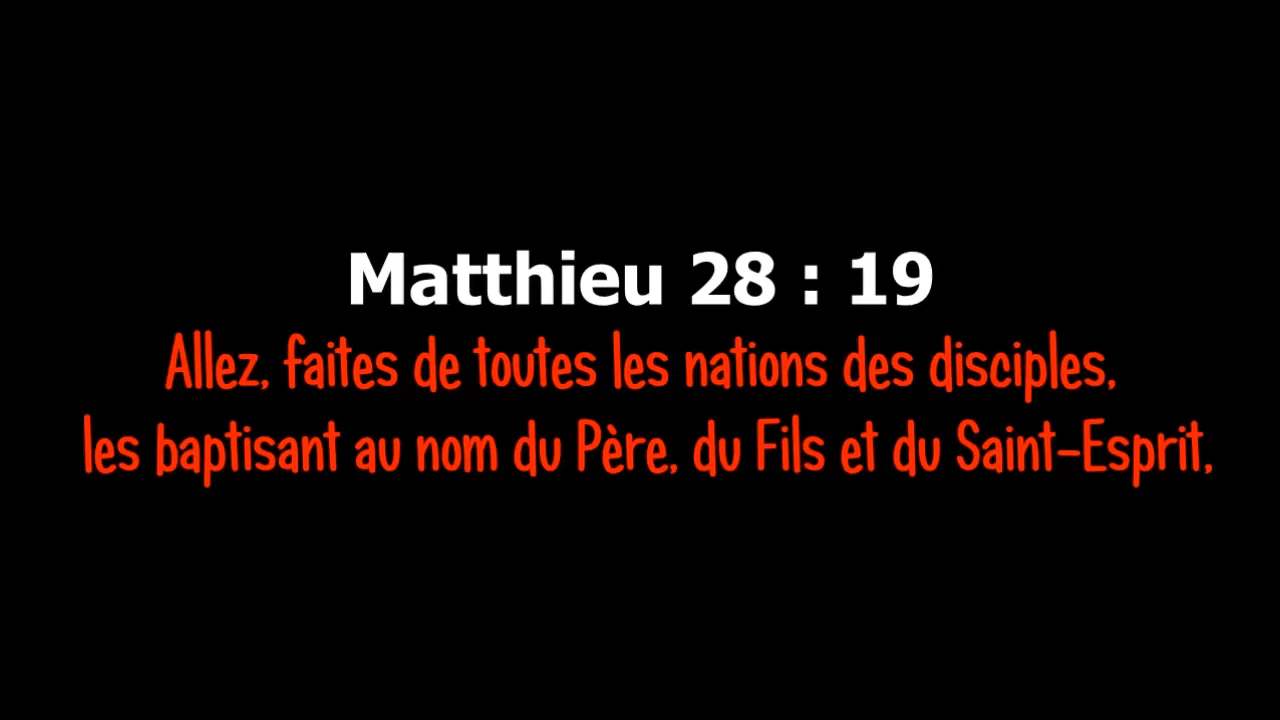 Matthieu 28 : 19
Allez, faites de toutes les nations des disciples,
les baptisant au nom du Père, du Fils et du Saint-Esprit,